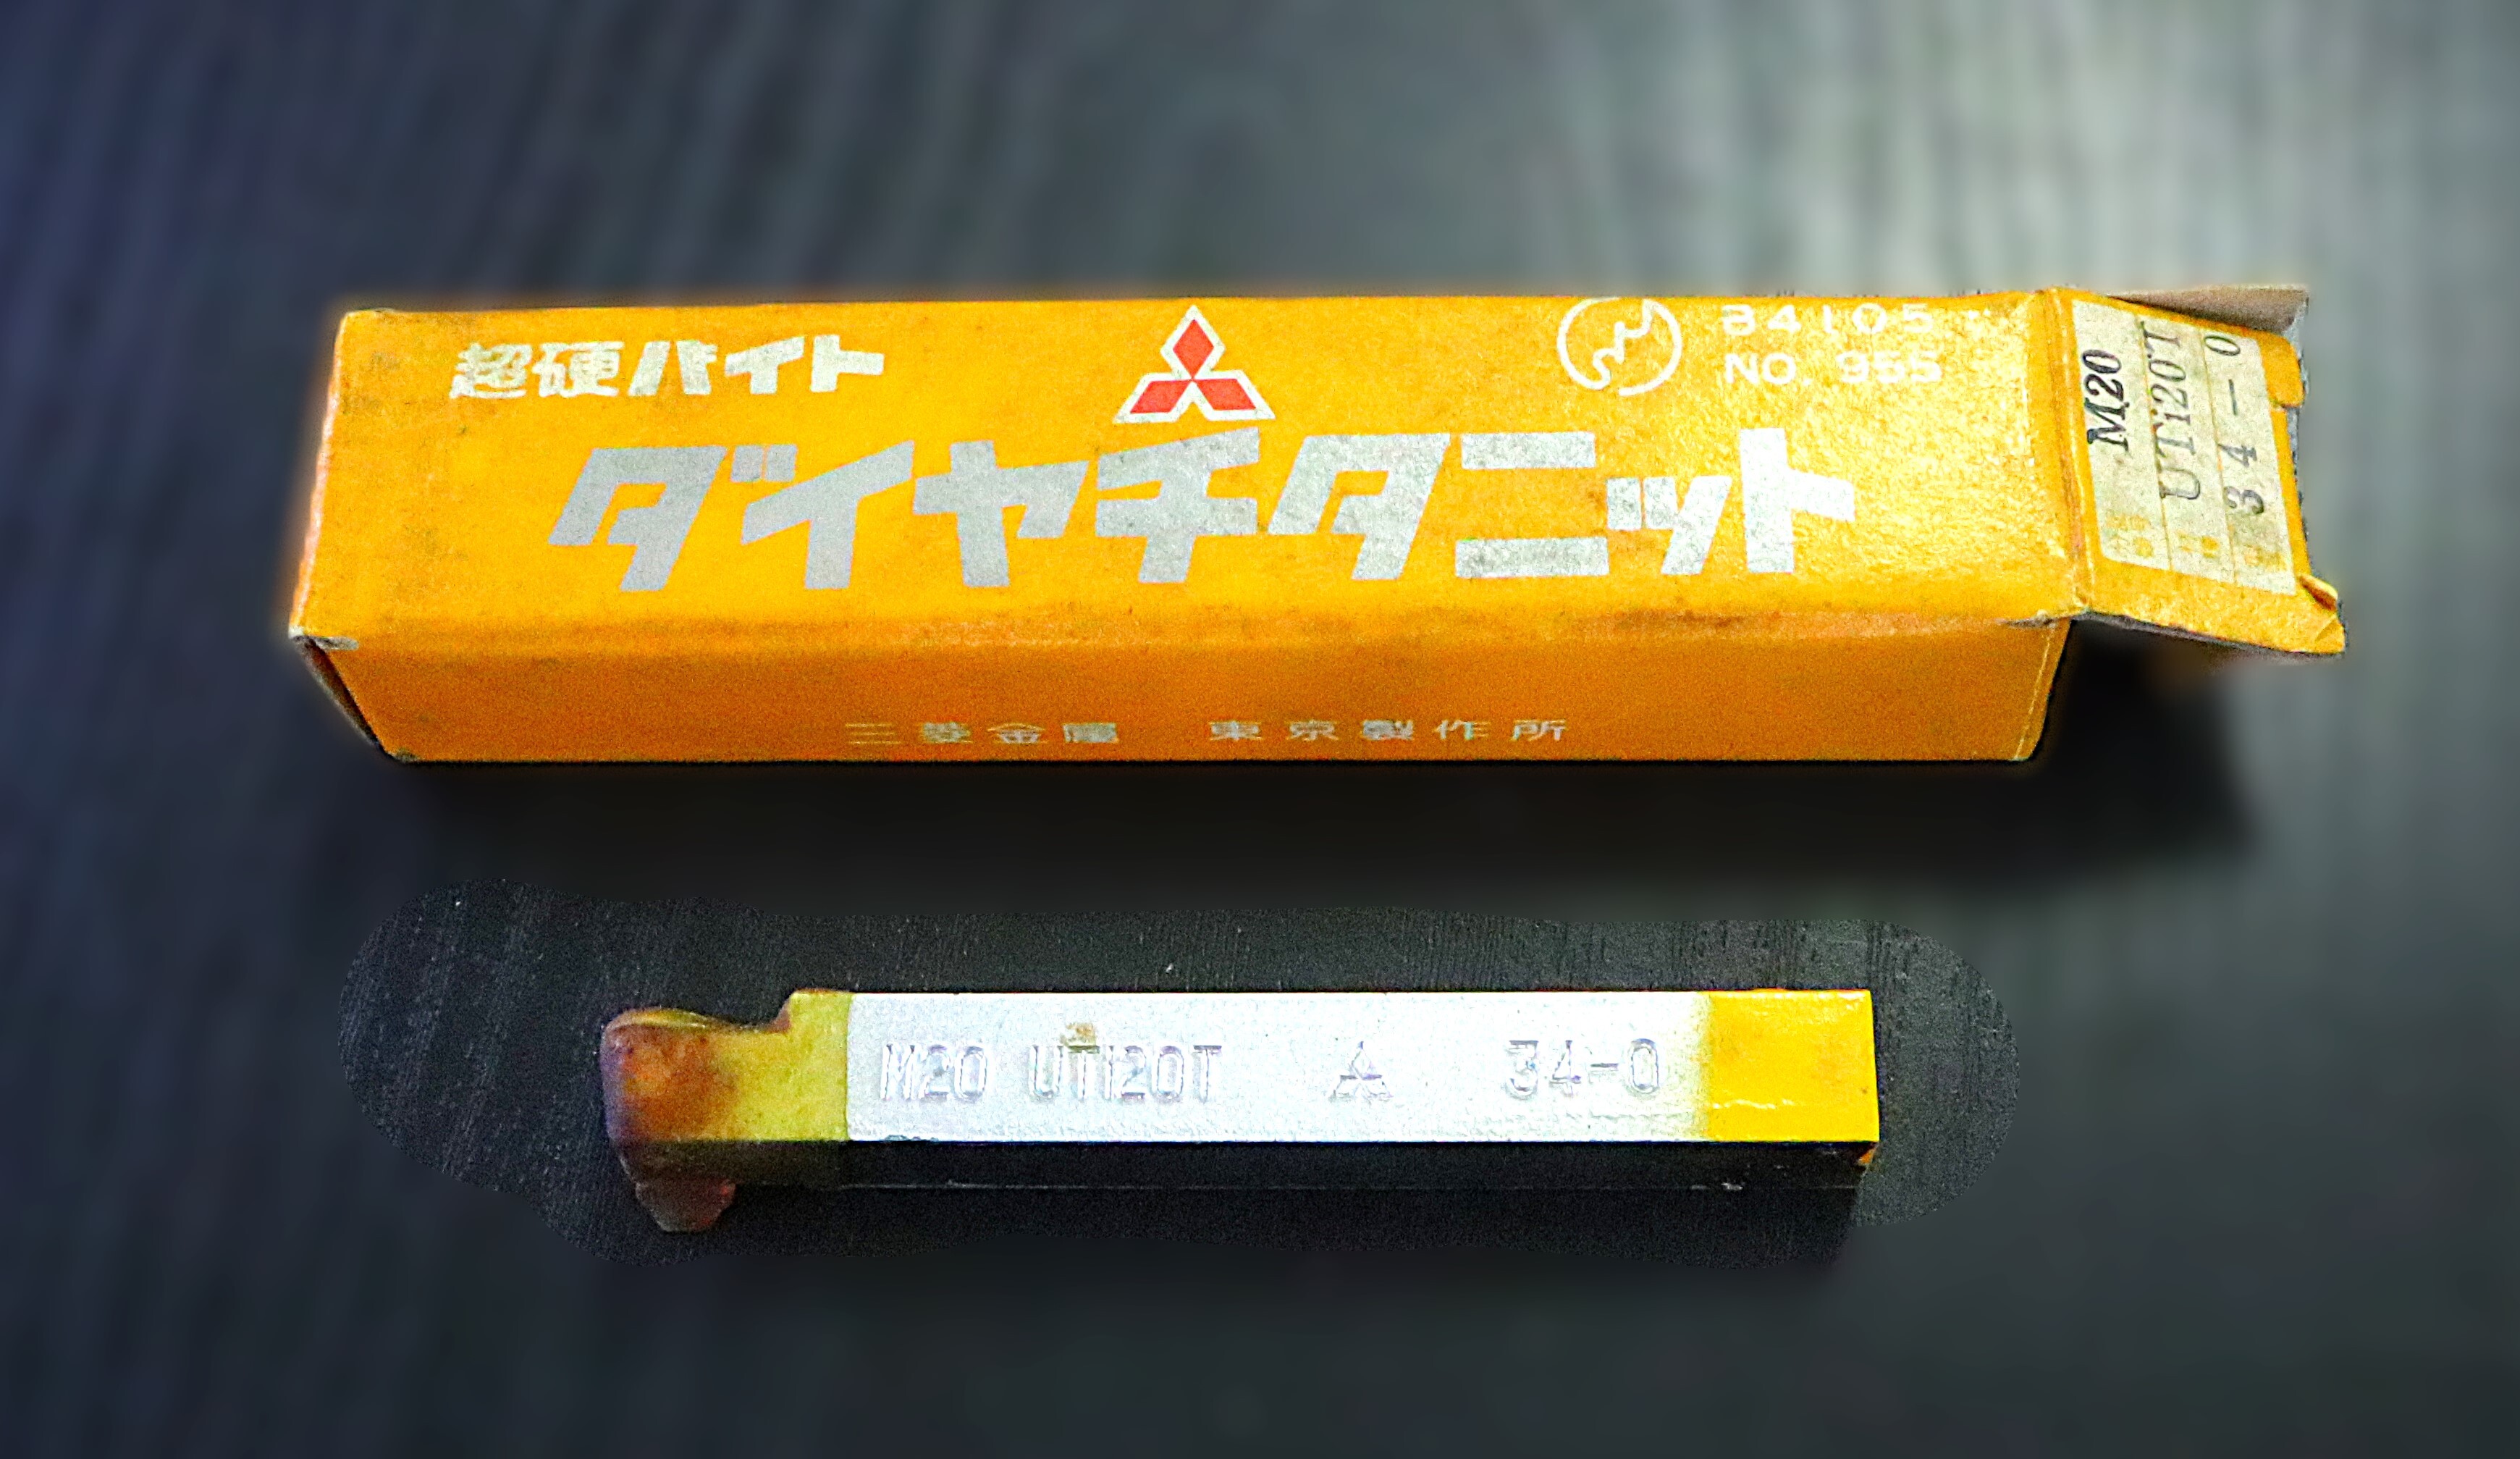 超硬バイト
B4105
NO. 955
ダイヤチタニット
三菱金属 東京製作所
M20
UTi20T
34-0
M20 UTI20T 34-0